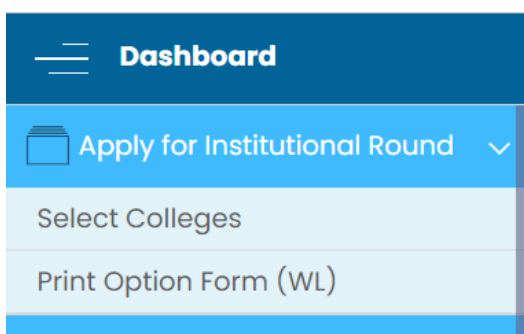 Dashboard
Apply for Institutional Round
Select Colleges
Print Option Form (WL)